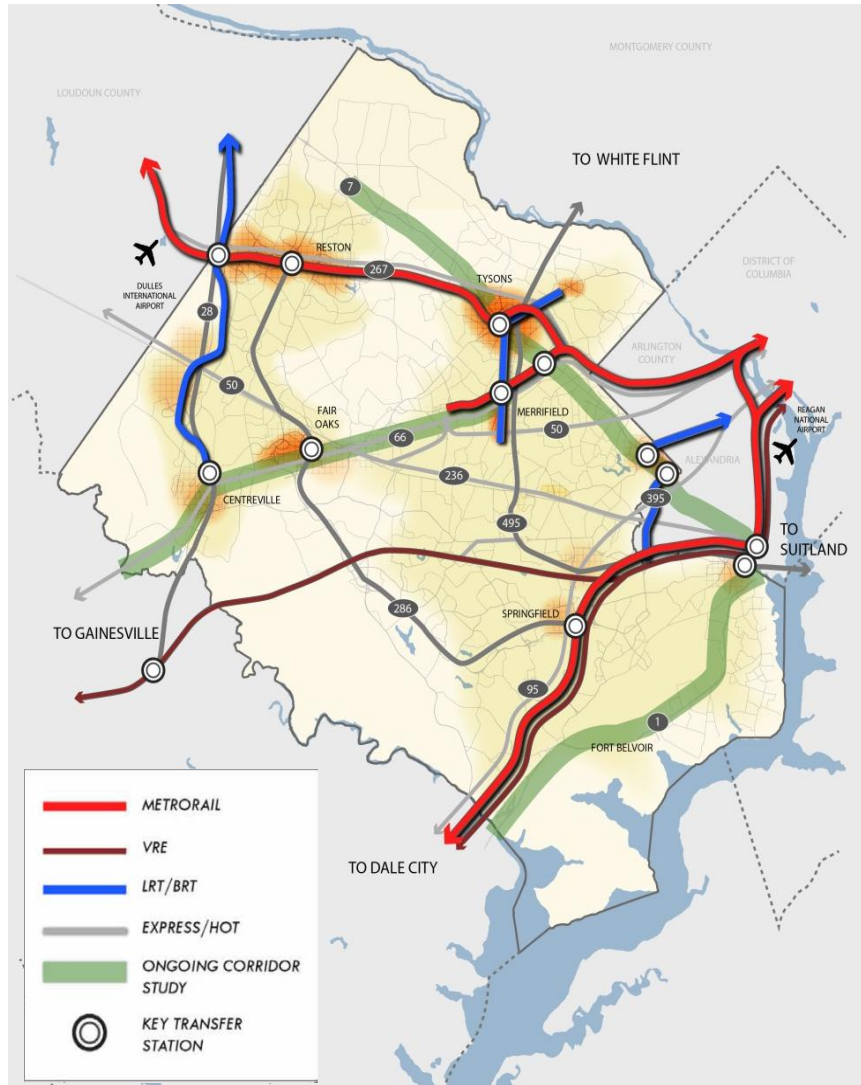 MONTGOMERY COUNTY
LOUDOUN COUNTY
TO WHITE FLINT
7
RESTON
267
TYSONS
DISTRICT
OF
COLUMBIA
DULLES
INTERNATIONAL
AIRPORT
28
50
ARLINGTON
COUNTY
FAIR
OAKS
66
MERRIFIELD
50
REAGAN
NATIONAL
AIRPORT
236
ALEXANDRIA
CENTREVILLE
395
495
TO
SUITLAND
286
SPRINGFIELD
TO GAINESVILLE
95
1
FORT BELVOIR
TO DALE CITY
METRORAIL
VRE
LRT/BRT
EXPRESS/HOT
ONGOING CORRIDOR
STUDY
KEY TRANSFER
STATION